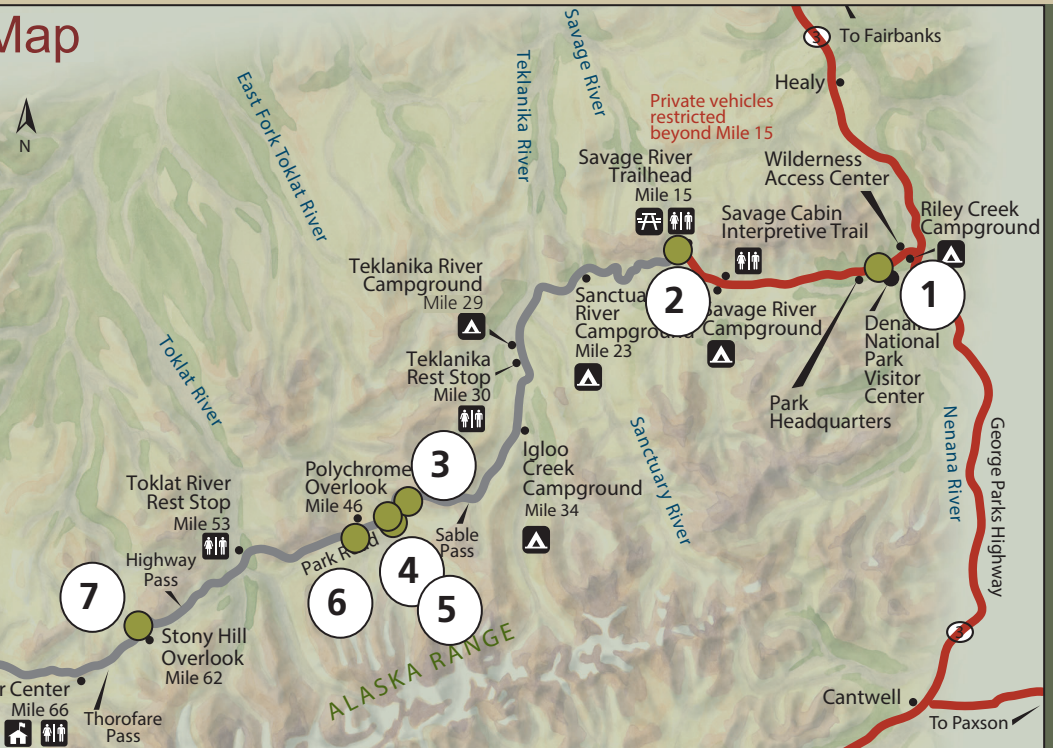 Map
To Fairbanks
Healy
Savage River
Teklanika River
East Fork Toklat River
N
Private vehicles
restricted
beyond Mile 15
Savage River
Trailhead
Mile 15
Wilderness
Access Center
Savage Cabin
Interpretive Trail
Riley Creek
Campground
Teklanika River
Campground
Mile 29
River
Campground
Mile 23
2
1
Campground
National
Park
Visitor
Center
Teklanika
Rest Stop
Mile 30
Toklat River
Park
Headquarters
Nenana River
George Parks Highway
Sanctuary River
Igloo
Creek
Campground
Mile 34
3
Polychrome
Overlook
Mile 46
Toklat River
Rest Stop
Mile 53
Sable
Pass
Highway
Pass
Park Road
4
5
6
7
Stony Hill
Overlook
Mile 62
ALASKA RANGE
3
3
Center
Mile 66
Thorofare
Pass
Cantwell
To Paxson